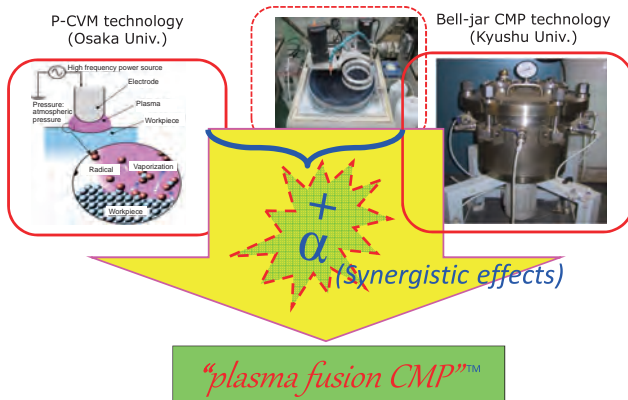 P-CVM technology
(Osaka Univ.)
Bell-jar CMP technology
(Kyushu Univ.)
High frequency power source
Electrode
Pressure:
atmospheric
pressure
Plasma
Workpiece
Radical
Vaporization
Workpiece
+
α
(Synergistic effects)
“plasma fusion CMP”™